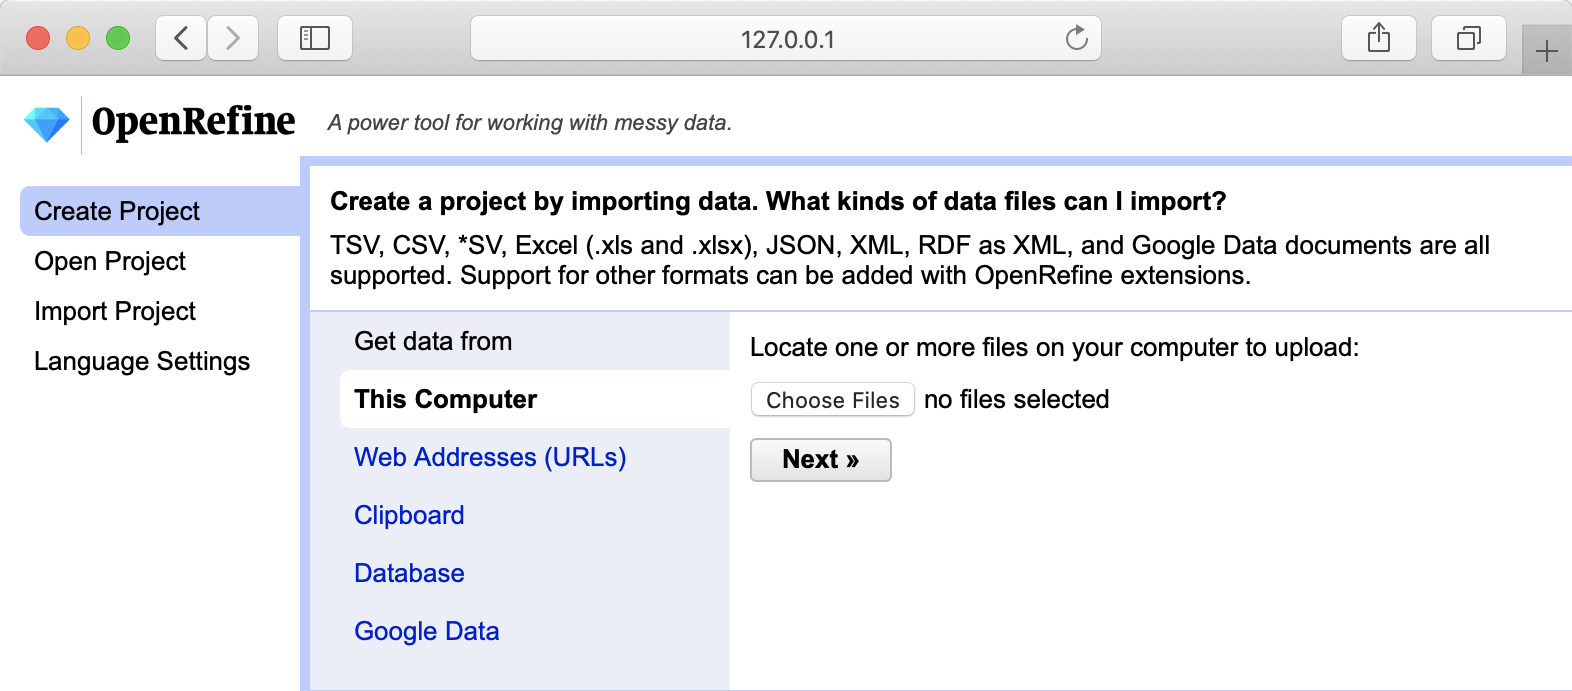 127.0.0.1
OpenRefine
A power tool for working with messy data.
Create Project
Open Project
Import Project
Language Settings
Create a project by importing data. What kinds of data files can I import?
TSV, CSV, *SV, Excel (.xls and .xlsx), JSON, XML, RDF as XML, and Google Data documents are all
supported. Support for other formats can be added with OpenRefine extensions.
Get data from
This Computer
Web Addresses (URLs)
Clipboard
Database
Google Data
Locate one or more files on your computer to upload:
Choose Files no files selected
Next »